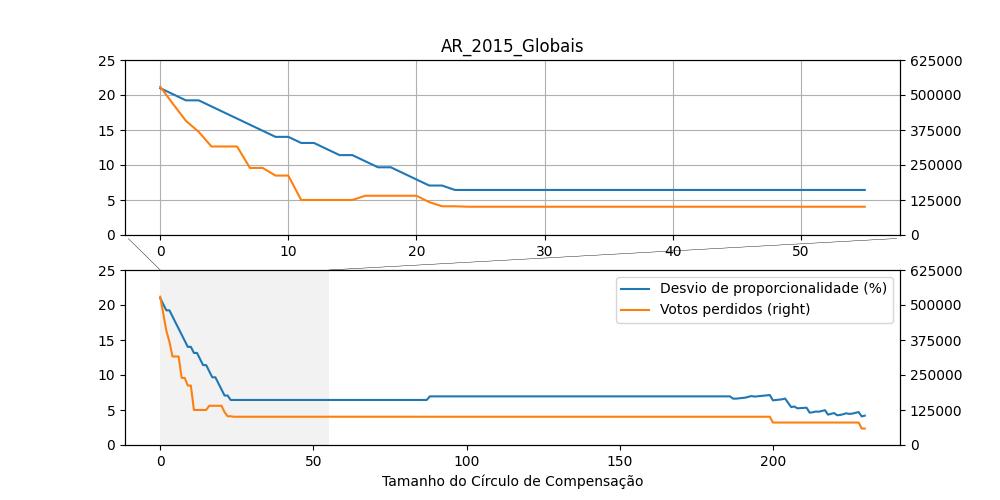 AR_2015_Globais
25 625000
20 500000
15 375000
10 250000
5 125000
0 0
0 10 20 30 40 50
25 625000
20 500000
15 375000
10 250000
5 125000
0 0
Desvio de proporcionalidade (%)
Votos perdidos (right)
0 50 100 150 200
Tamanho do Círculo de Compensação